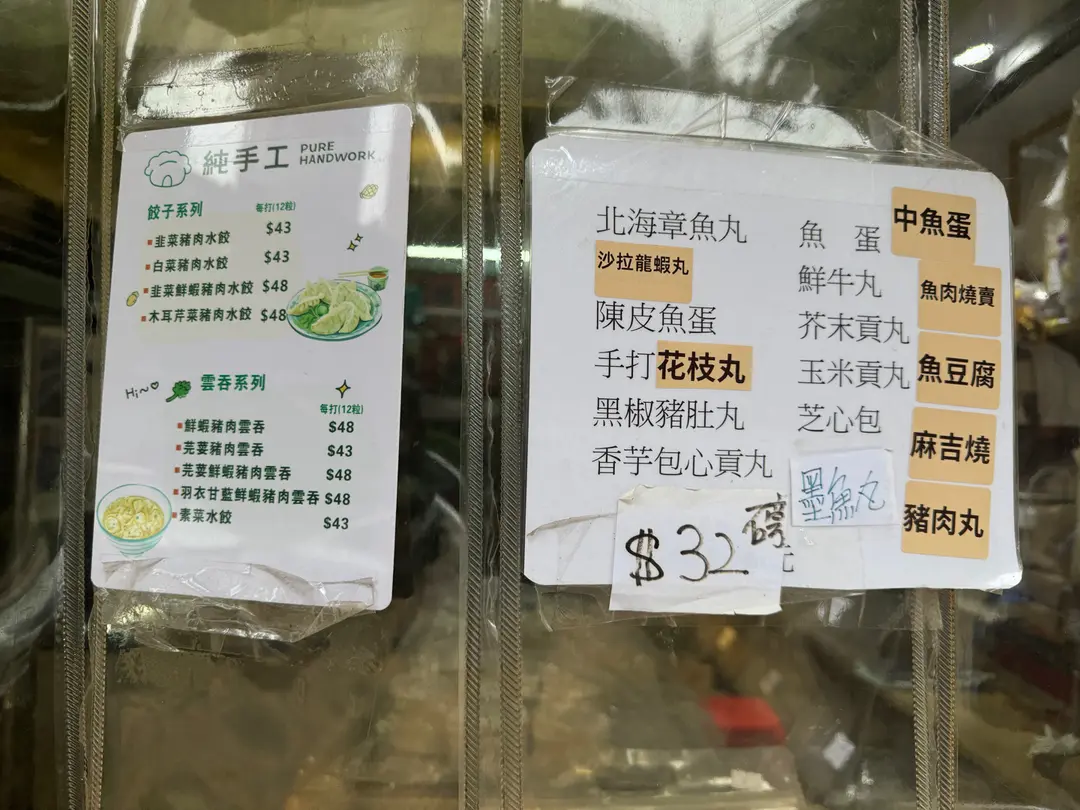 純手工 PURE HANDWORK
餃子系列 每打(12粒)
韭菜豬肉水餃 $43
白菜豬肉水餃 $43
韭菜鮮蝦豬肉水餃 $48
木耳芹菜豬肉水餃 $48
Hi~
雲吞系列
每打(12粒)
鮮蝦豬肉雲吞 $48
芫荽豬肉雲吞 $43
芫荽鮮蝦豬肉雲吞 $48
羽衣甘藍鮮蝦豬肉雲吞 $48
素菜水餃 $43
北海章魚丸
沙拉龍蝦丸
陳皮魚蛋
手打花枝丸
黑椒豬肚丸
香芋包心貢丸
魚 蛋
鮮牛丸
芥末貢丸
玉米貢丸
芝心包
墨魚丸
中魚蛋
魚肉燒賣
魚豆腐
麻吉燒
豬肉丸
$32 磅